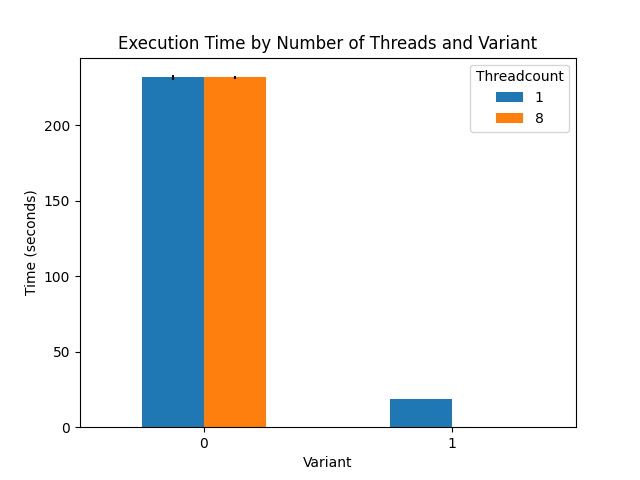 Execution Time by Number of Threads and Variant
Threadcount
1
8
Time (seconds)
200
150
100
50
0
0
1
Variant